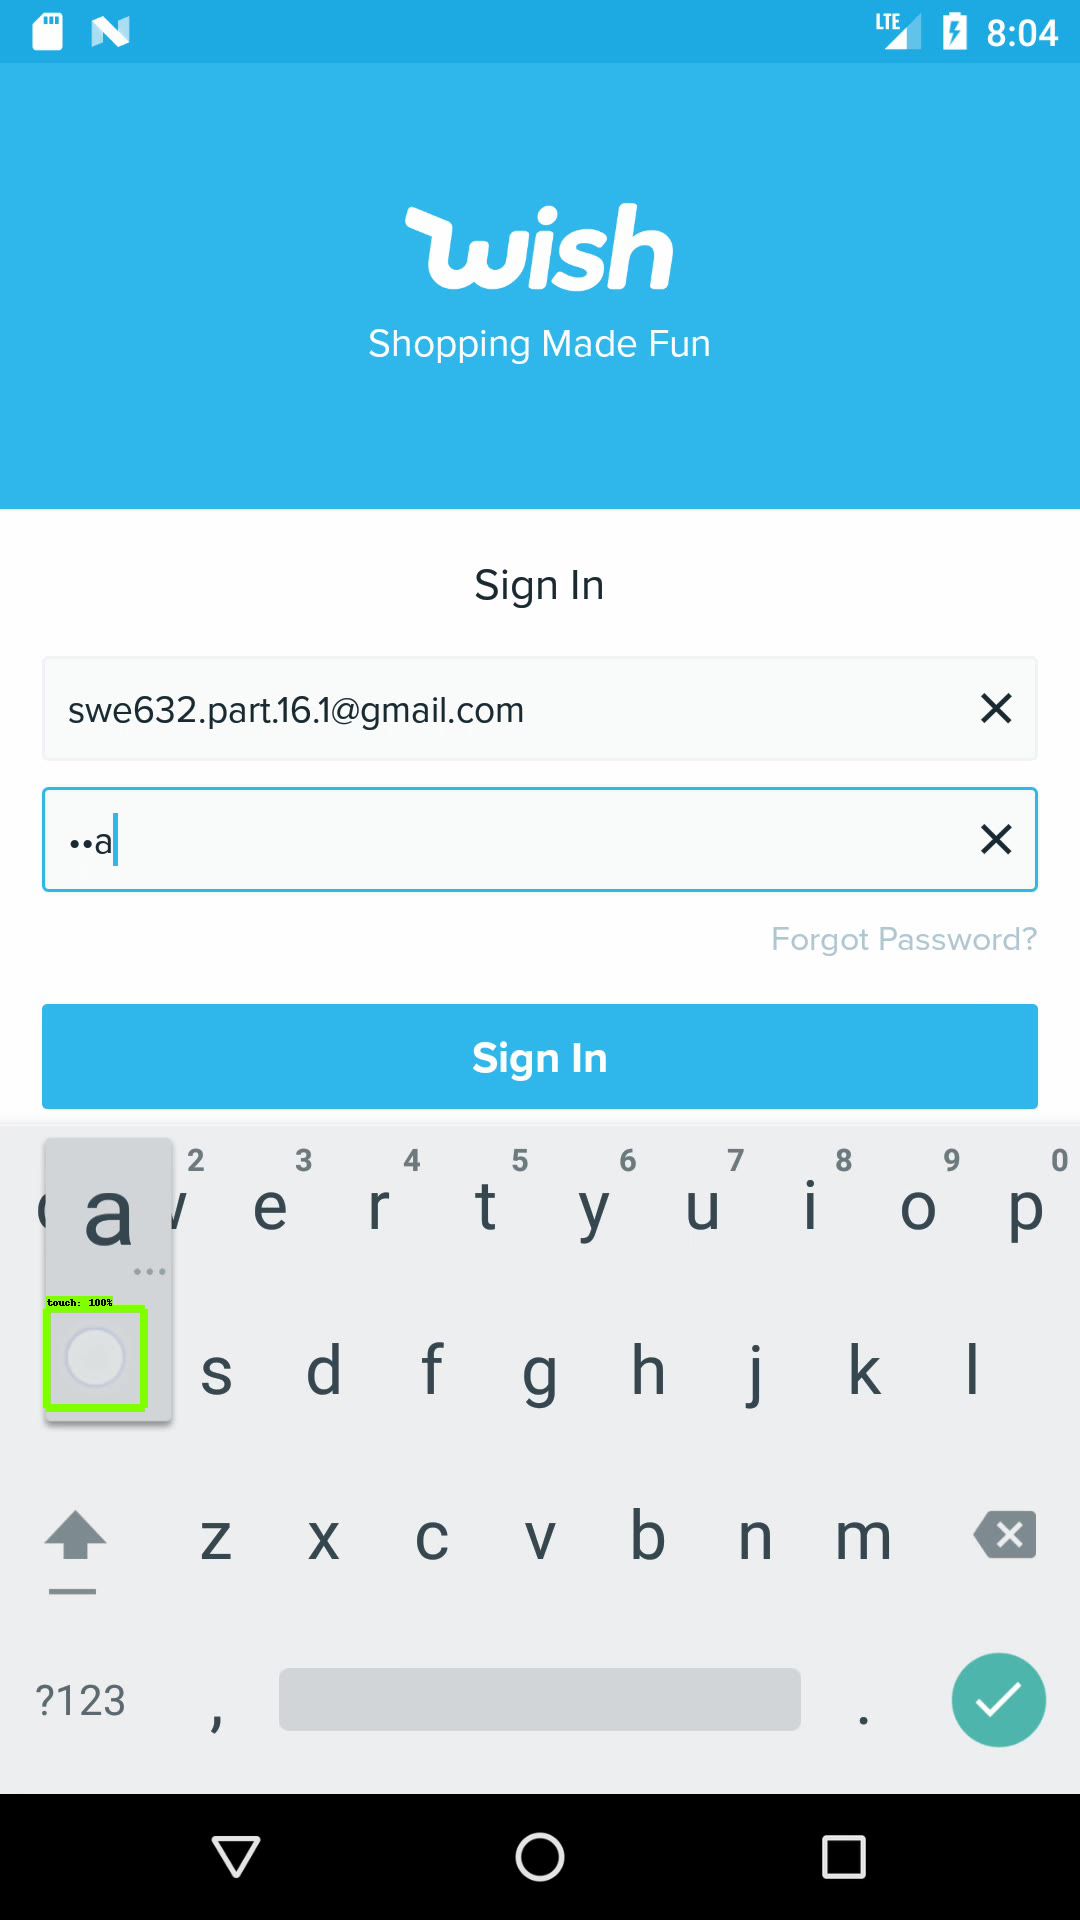 LTE 8:04
wish
Shopping Made Fun
Sign In
swe632.part.16.1@gmail.com
••a
Forgot Password?
Sign In
2 3 4 5 6 7 8 9 0
a e r t y u i o p
...
touch: 100%
s d f g h j k l
z x c v b n m
?123 , .